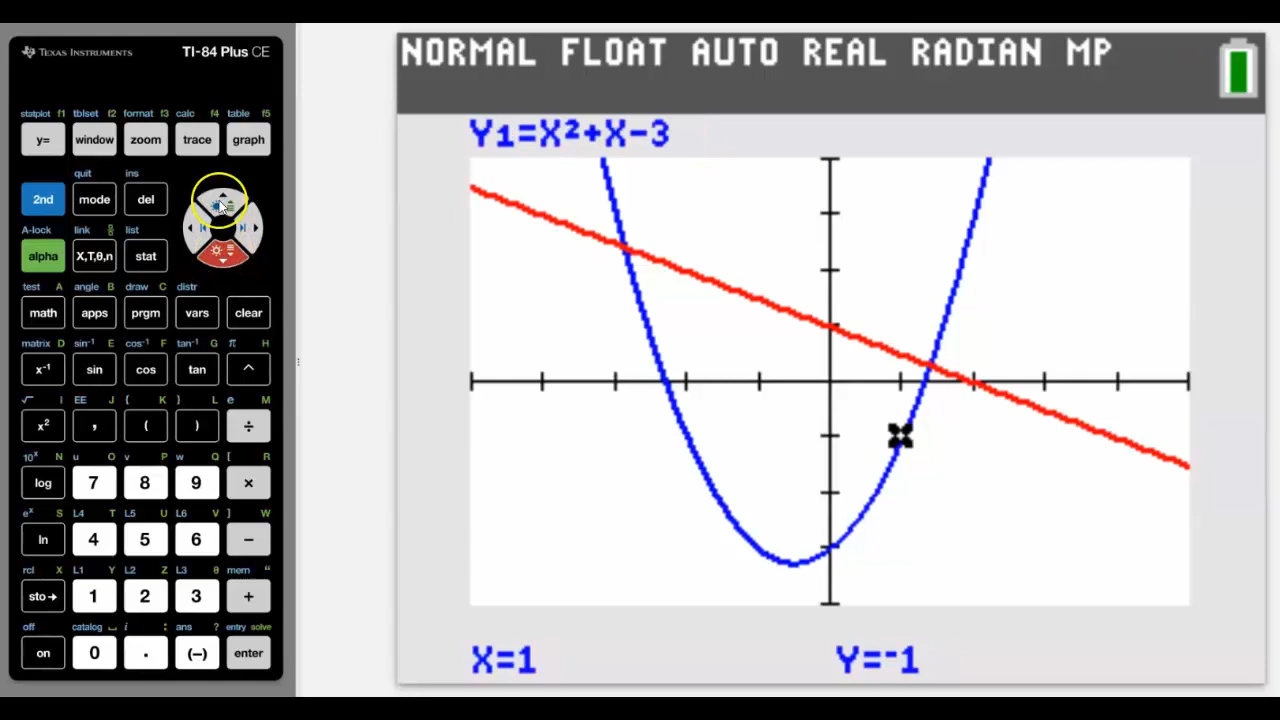 TEXAS INSTRUMENTS TI-84 Plus CE
statplot f1 tblset f2 format f3 calc f4 table f5
y= window zoom trace graph
quit ins
2nd mode del
A-lock link list
alpha X,T,θ,n stat
test A angle B draw C distr
math apps prgm vars clear
matrix D sin⁻¹ E cos⁻¹ F tan⁻¹ G π H
x⁻¹ sin cos tan ^
√ I EE J { K } L e M
x² , ( ) ÷
10ˣ N u O v P w Q [ R
log 7 8 9 ×
eˣ S L4 T L5 U L6 V ] W
ln 4 5 6 −
rcl X L1 Y L2 Z L3 θ mem “
sto→ 1 2 3 +
off catalog ⎵ i : ans ? entry solve
on 0 . (−) enter
NORMAL FLOAT AUTO REAL RADIAN MP
Y1=X²+X−3
X=1 Y=⁻1